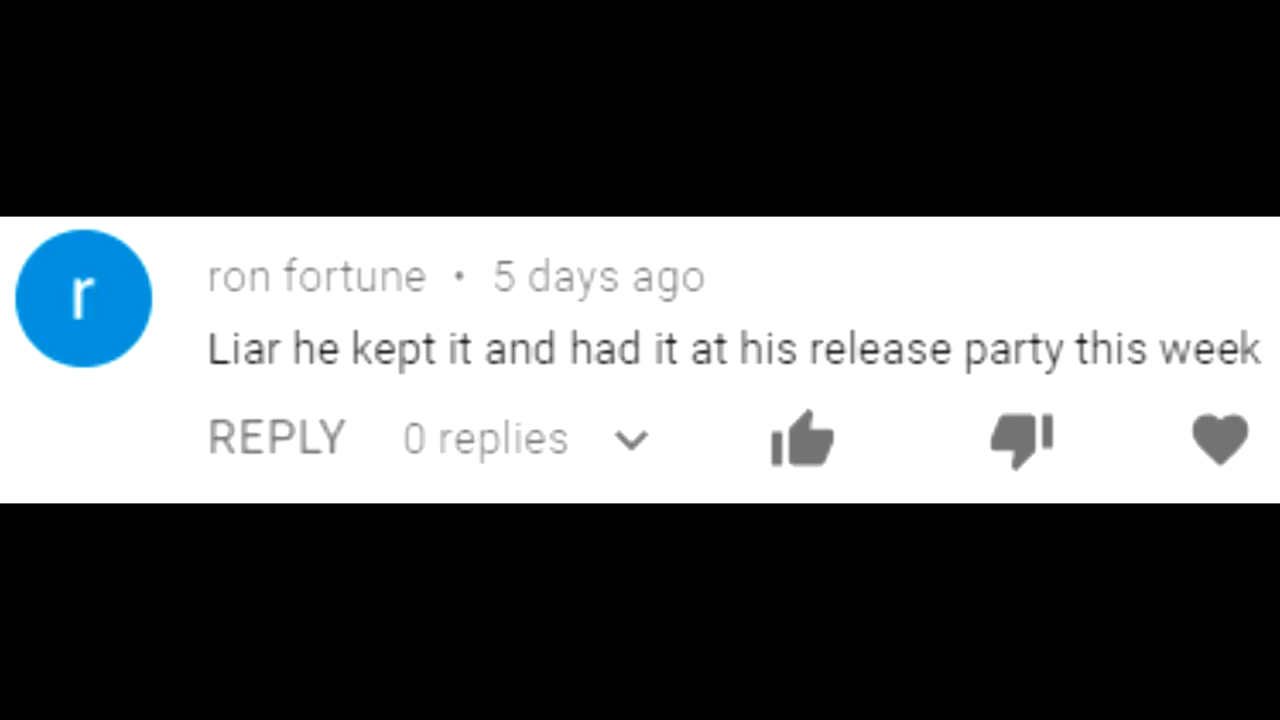 r
ron fortune • 5 days ago
Liar he kept it and had it at his release party this week
REPLY 0 replies